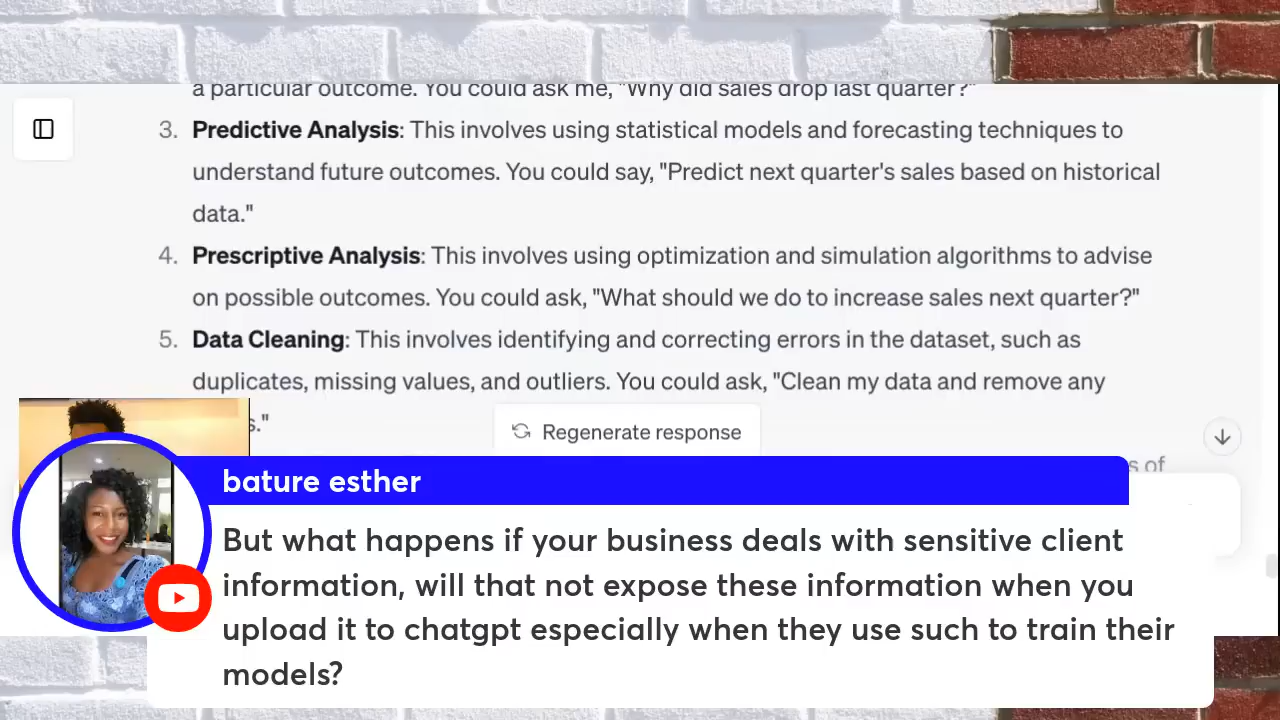 a particular outcome. You could ask me, "Why did sales drop last quarter?"
3. Predictive Analysis: This involves using statistical models and forecasting techniques to
understand future outcomes. You could say, "Predict next quarter's sales based on historical
data."
4. Prescriptive Analysis: This involves using optimization and simulation algorithms to advise
on possible outcomes. You could ask, "What should we do to increase sales next quarter?"
5. Data Cleaning: This involves identifying and correcting errors in the dataset, such as
duplicates, missing values, and outliers. You could ask, "Clean my data and remove any
s."
Regenerate response
s of
bature esther
But what happens if your business deals with sensitive client
information, will that not expose these information when you
upload it to chatgpt especially when they use such to train their
models?